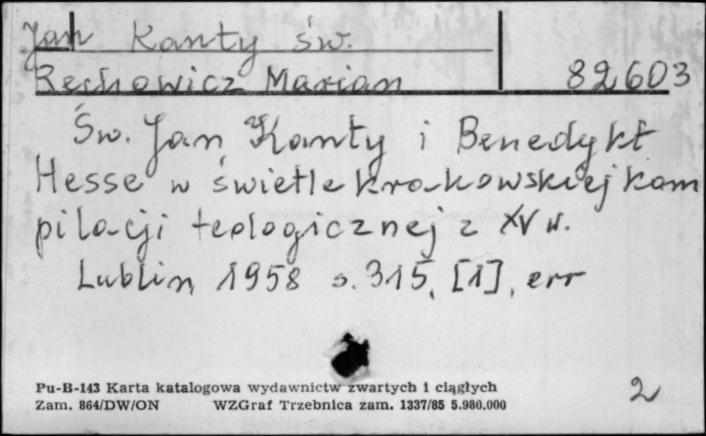 Jan Kanty św.
Rechowicz Marian 82603
Św. Jan Kanty i Benedykt
Hesse w świetle krakowskiej kom
pilacji teologicznej z XV w.
Lublin, 1958 s. 315, [1], err
Pu-B-143 Karta katalogowa wydawnictw zwartych i ciągłych
Zam. 864/DW/ON WZGraf Trzebnica zam. 1337/85 5.980.000
2